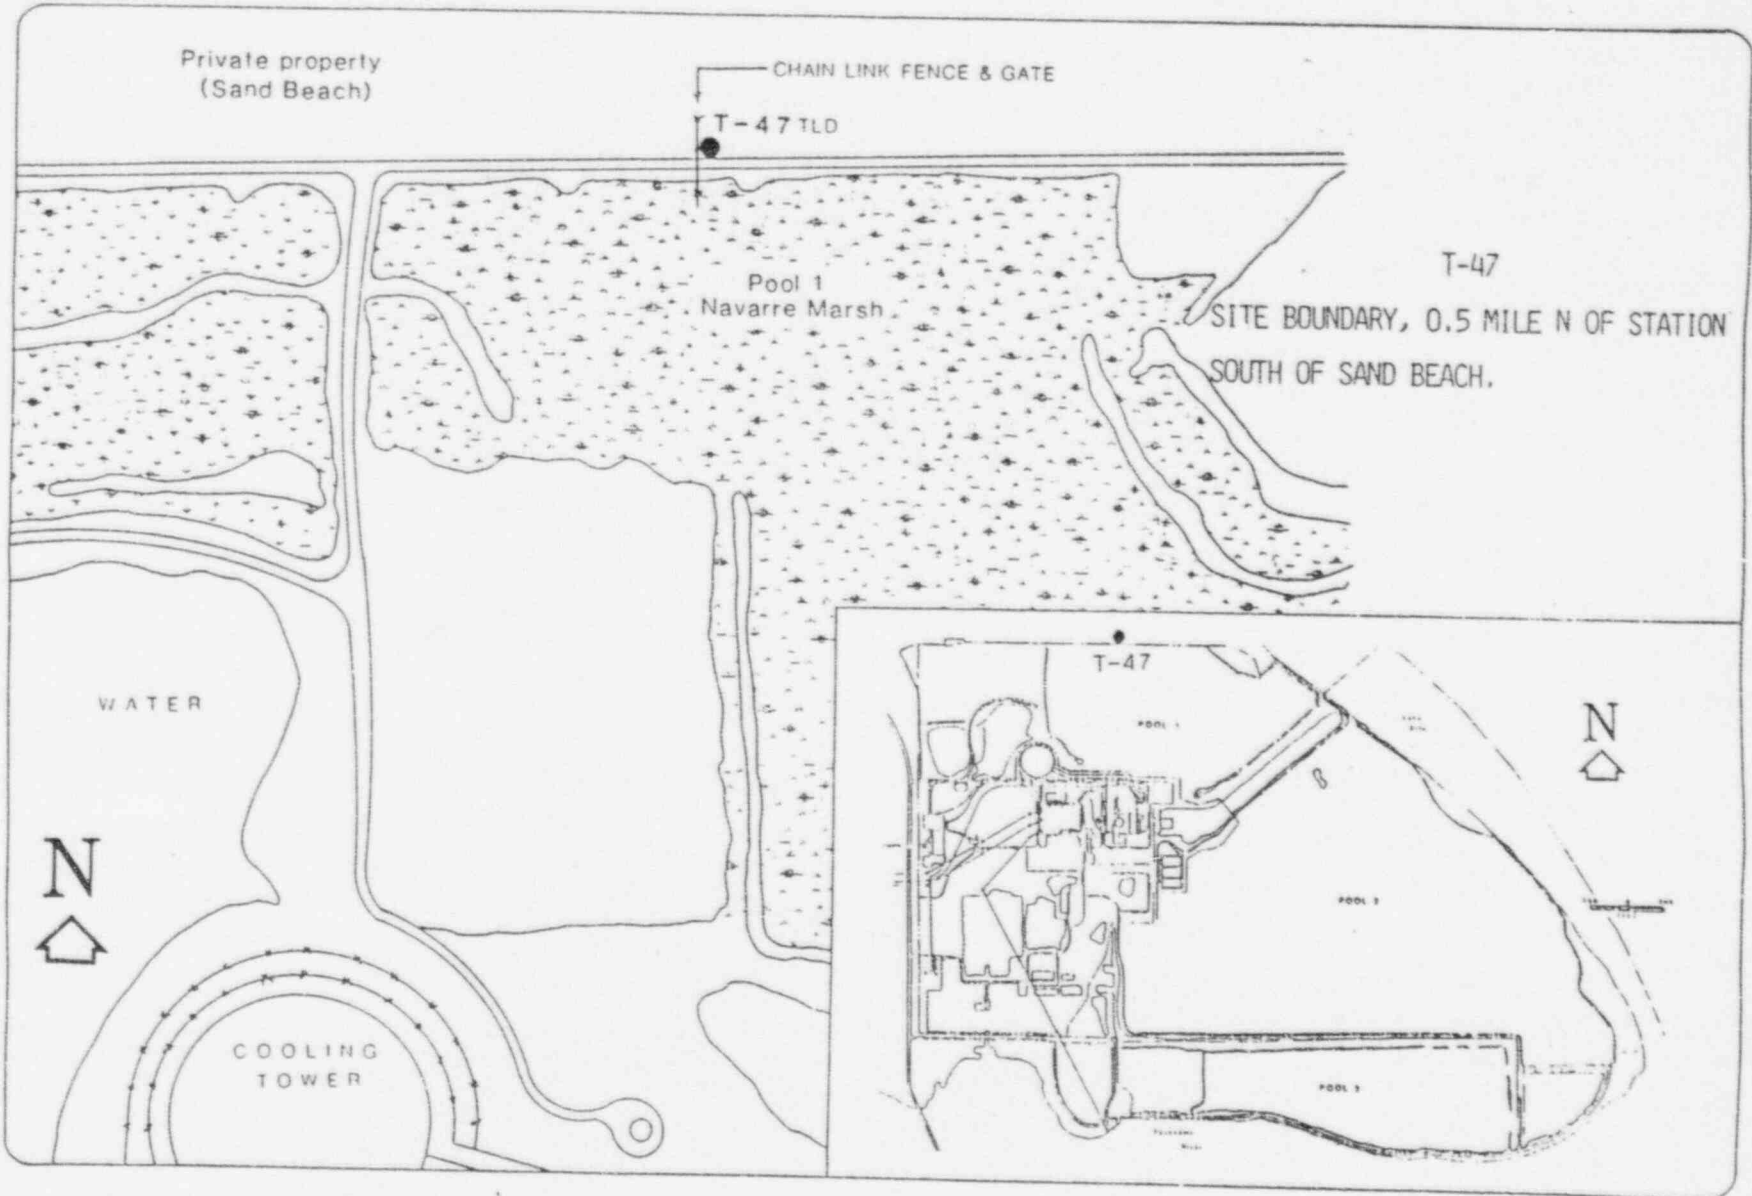 Private property
(Sand Beach)
CHAIN LINK FENCE & GATE
T-47 TLD
Pool 1
Navarre Marsh
T-47
SITE BOUNDARY, 0.5 MILE N OF STATION
SOUTH OF SAND BEACH.
WATER
N
COOLING
TOWER
T-47
POOL 1
N
POOL 2
POOL 3